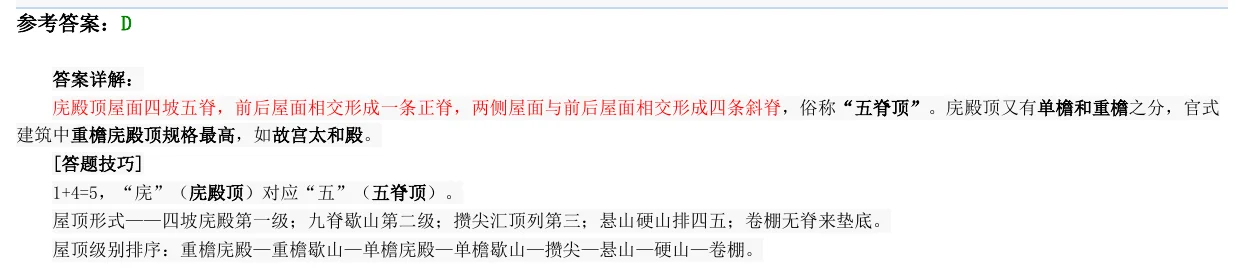 参考答案：D
答案详解：
庑殿顶屋面四坡五脊，前后屋面相交形成一条正脊，两侧屋面与前后屋面相交形成四条斜脊，俗称“五脊顶”。庑殿顶又有单檐和重檐之分，官式
建筑中重檐庑殿顶规格最高，如故宫太和殿。
[答题技巧]
1+4=5，“庑”（庑殿顶）对应“五”（五脊顶）。
屋顶形式——四坡庑殿第一级；九脊歇山第二级；攒尖汇顶列第三；悬山硬山排四五；卷棚无脊来垫底。
屋顶级别排序：重檐庑殿—重檐歇山—单檐庑殿—单檐歇山—攒尖—悬山—硬山—卷棚。